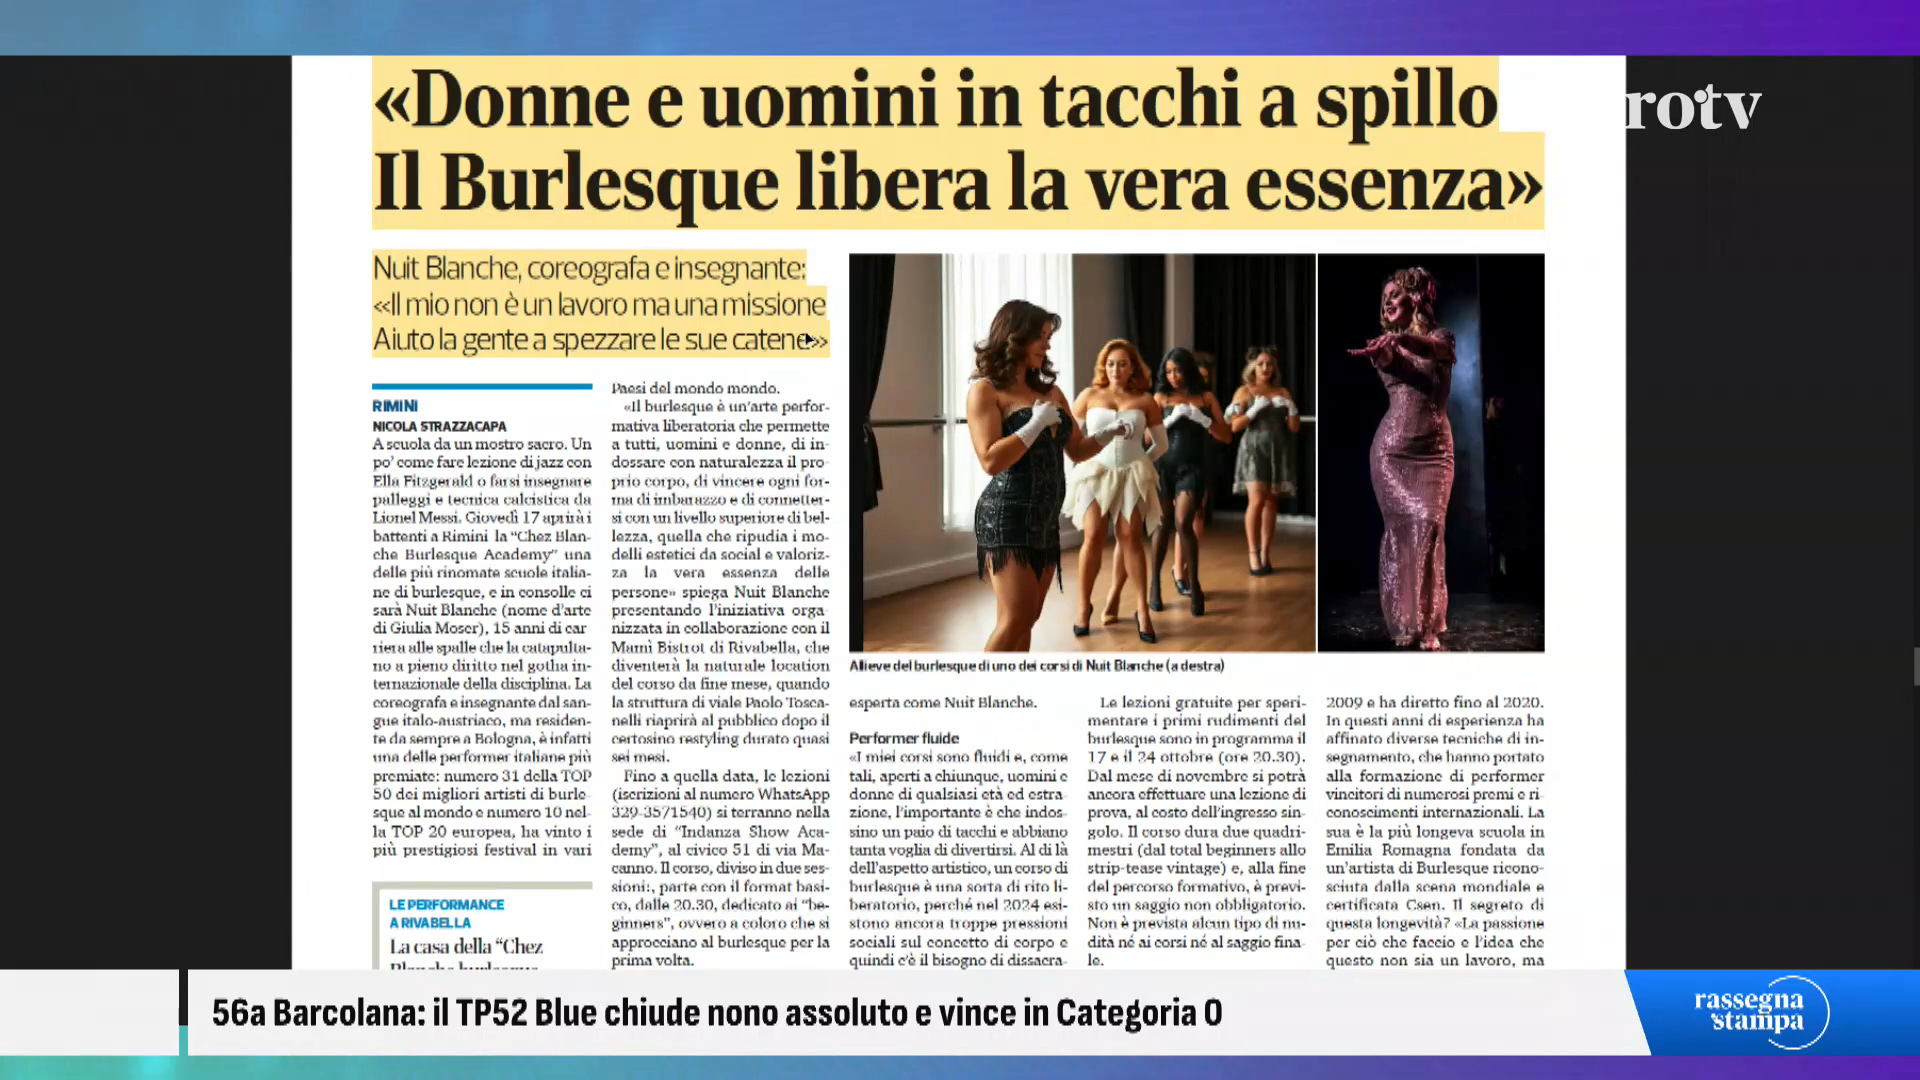 «Donne e uomini in tacchi a spillo
Il Burlesque libera la vera essenza»
rotv
Nuit Blanche, coreografa e insegnante:
«Il mio non è un lavoro ma una missione
Aiuto la gente a spezzare le sue catene»
RIMINI
NICOLA STRAZZACAPA
A scuola da un mostro sacro. Un
po' come fare lezione di jazz con
Ella Fitzgerald o farsi insegnare
palleggi e tecnica calcistica da
Lionel Messi. Giovedì 17 aprirà i
battenti a Rimini la "Chez Blan-
che Burlesque Academy" una
delle più rinomate scuole italia-
ne di burlesque, e in consolle ci
sarà Nuit Blanche (nome d'arte
di Giulia Moser), 15 anni di car
riera alle spalle che la catapulta-
no a pieno diritto nel gotha in-
ternazionale della disciplina. La
coreografa e insegnante dal san-
gue italo-austriaco, ma residen-
te da sempre a Bologna, è infatti
una delle performer italiane più
premiate: numero 31 della TOP
50 dei migliori artisti di burle-
sque al mondo e numero 10 nel-
la TOP 20 europea, ha vinto i
più prestigiosi festival in vari
LE PERFORMANCE
A RIVABELLA
La casa della "Chez
Blanche burlesque
Paesi del mondo mondo.
«Il burlesque è un'arte perfor-
mativa liberatoria che permette
a tutti, uomini e donne, di in-
dossare con naturalezza il pro-
prio corpo, di vincere ogni for-
ma di imbarazzo e di connetter-
si con un livello superiore di bel-
lezza, quella che ripudia i mo-
delli estetici da social e valoriz-
za la vera essenza delle
persone» spiega Nuit Blanche
presentando l'iniziativa orga-
nizzata in collaborazione con il
Mamì Bistrot di Rivabella, che
diventerà la naturale location
del corso da fine mese, quando
la struttura di viale Paolo Tosca-
nelli riaprirà al pubblico dopo il
certosino restyling durato quasi
sei mesi.
Fino a quella data, le lezioni
(iscrizioni al numero WhatsApp
329-3571540) si terranno nella
sede di "Indanza Show Aca-
demy", al civico 51 di via Ma-
canno. Il corso, diviso in due ses-
sioni:, parte con il format basi-
co, dalle 20.30, dedicato ai "be-
ginners", ovvero a coloro che si
approcciano al burlesque per la
prima volta.
Allieve del burlesque di uno dei corsi di Nuit Blanche (a destra)
esperta come Nuit Blanche.
Performer fluide
«I miei corsi sono fluidi e, come
tali, aperti a chiunque, uomini e
donne di qualsiasi età ed estra-
zione, l'importante è che indos-
sino un paio di tacchi e abbiano
tanta voglia di divertirsi. Al di là
dell'aspetto artistico, un corso di
burlesque è una sorta di rito li-
beratorio, perché nel 2024 esi-
stono ancora troppe pressioni
sociali sul concetto di corpo e
quindi c'è il bisogno di dissacra-
Le lezioni gratuite per speri-
mentare i primi rudimenti del
burlesque sono in programma il
17 e il 24 ottobre (ore 20.30).
Dal mese di novembre si potrà
ancora effettuare una lezione di
prova, al costo dell'ingresso sin-
golo. Il corso dura due quadri-
mestri (dal total beginners allo
strip-tease vintage) e, alla fine
del percorso formativo, è previ-
sto un saggio non obbligatorio.
Non è prevista alcun tipo di nu-
dità né ai corsi né al saggio fina-
le.
2009 e ha diretto fino al 2020.
In questi anni di esperienza ha
affinato diverse tecniche di in-
segnamento, che hanno portato
alla formazione di performer
vincitori di numerosi premi e ri-
conoscimenti internazionali. La
sua è la più longeva scuola in
Emilia Romagna fondata da
un'artista di Burlesque ricono-
sciuta dalla scena mondiale e
certificata Csen. Il segreto di
questa longevità? «La passione
per ciò che faccio e l'idea che
questo non sia un lavoro, ma
56a Barcolana: il TP52 Blue chiude nono assoluto e vince in Categoria 0
rassegna
stampa